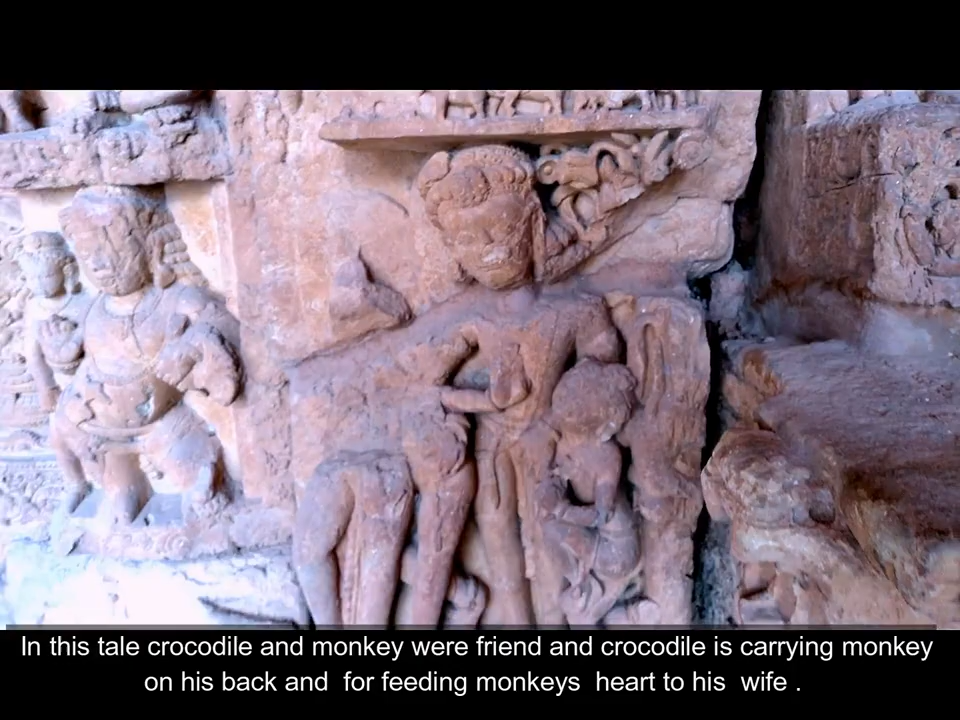 In this tale crocodile and monkey were friend and crocodile is carrying monkey
on his back and  for feeding monkeys  heart to his  wife .